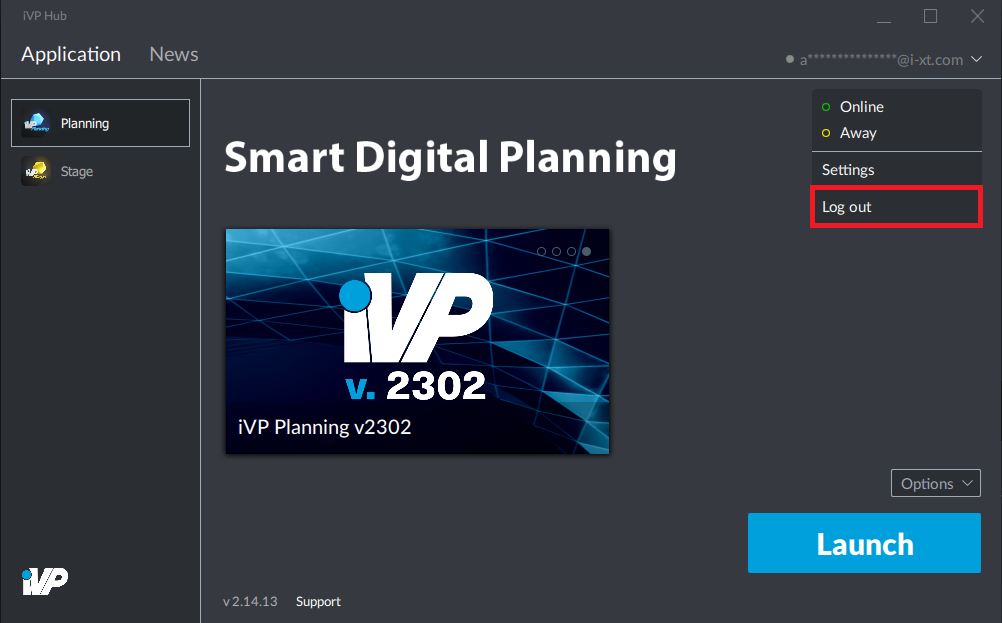 iVP Hub
Application News
a***************@i-xt.com
Online
Away
Settings
Log out
Planning
Stage
Smart Digital Planning
iVP
v. 2302
iVP Planning v2302
Options
Launch
iVP
v 2.14.13 Support